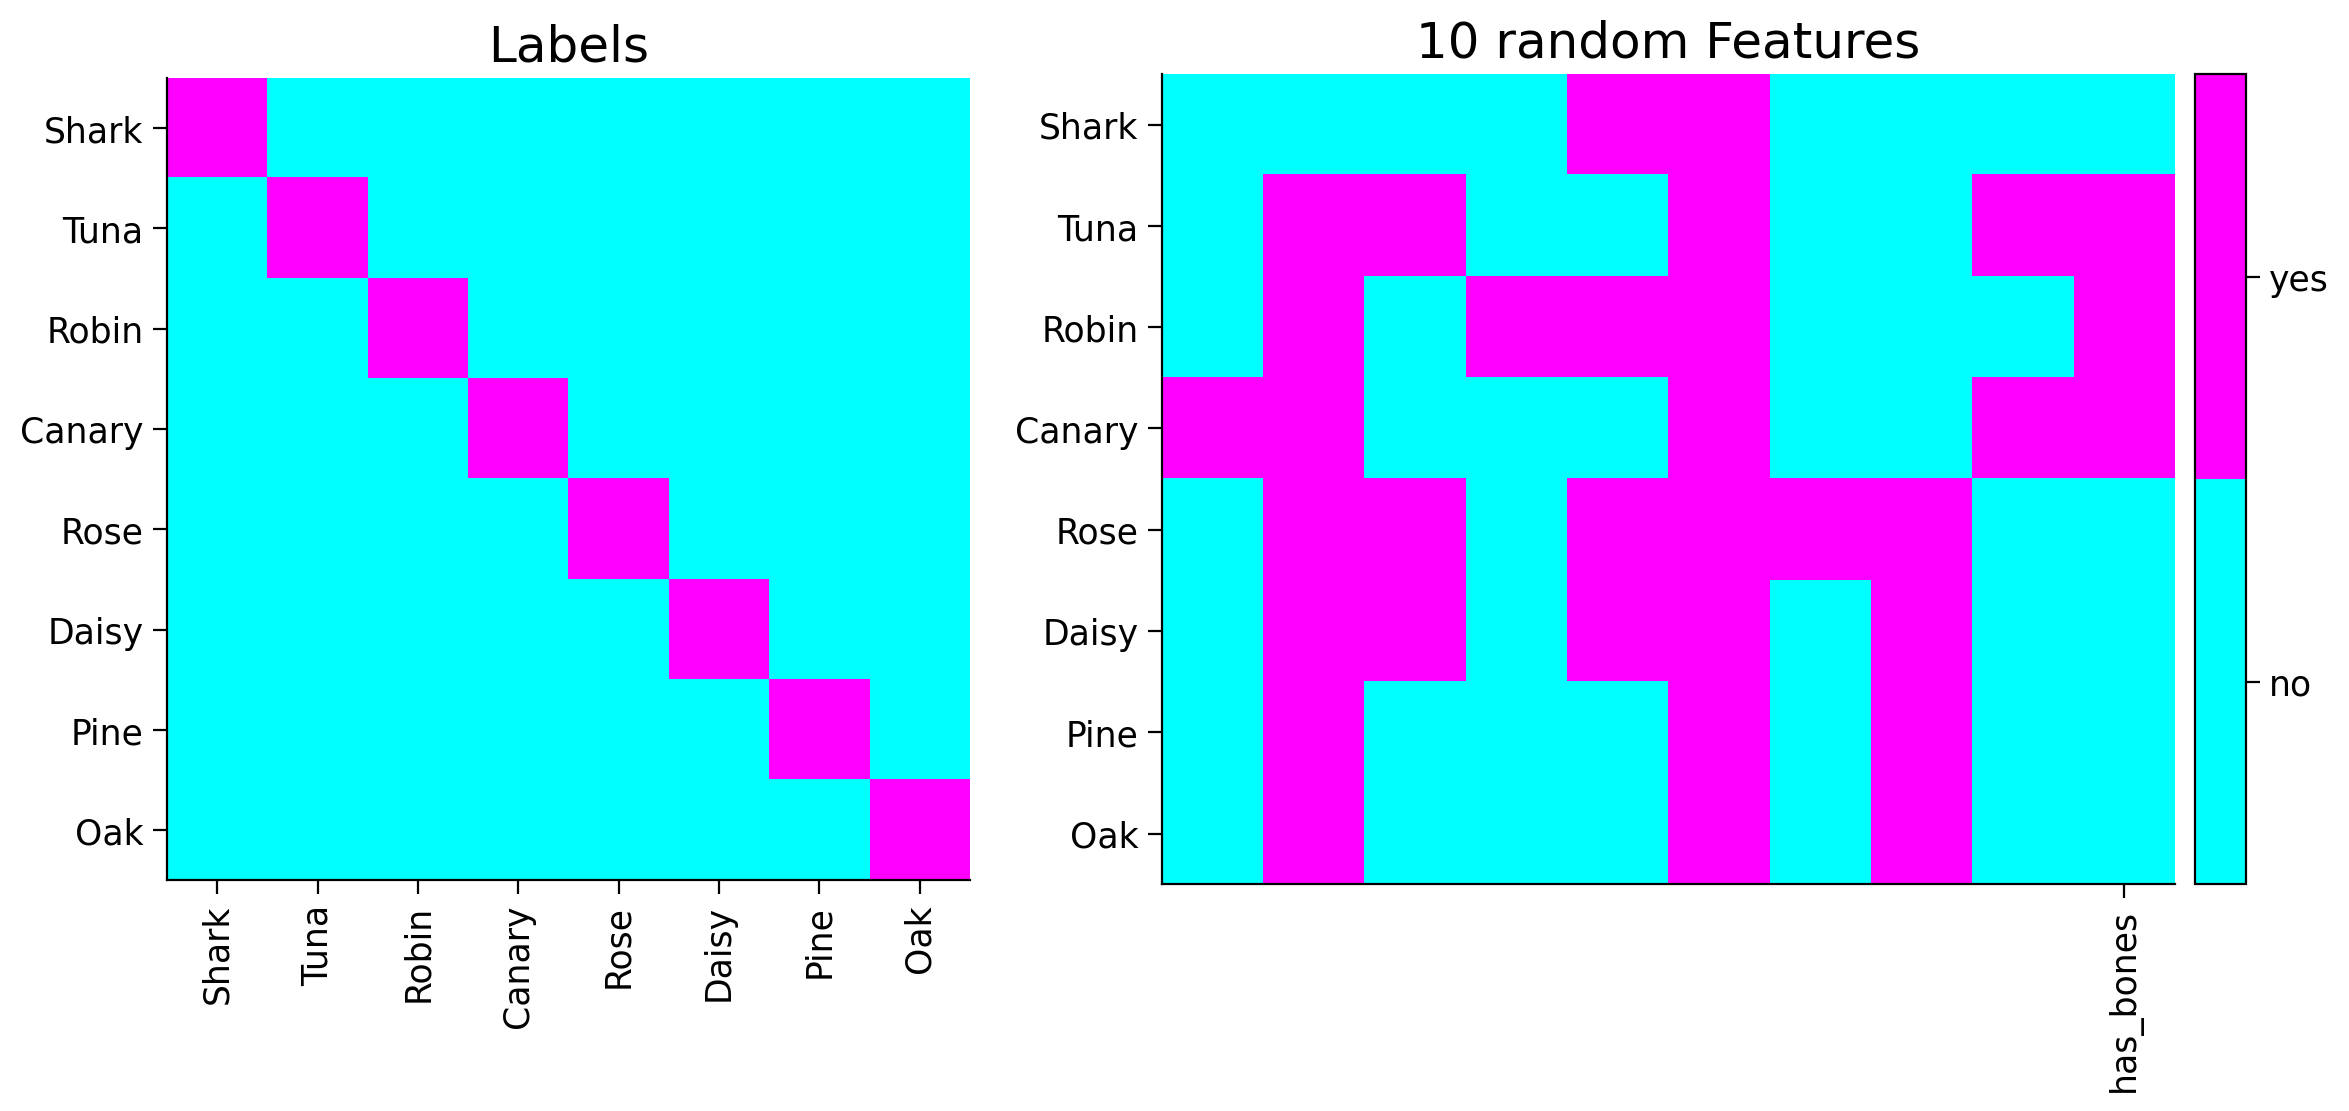 Labels
Shark
Tuna
Robin
Canary
Rose
Daisy
Pine
Oak
Shark
Tuna
Robin
Canary
Rose
Daisy
Pine
Oak
10 random Features
Shark
Tuna
Robin
Canary
Rose
Daisy
Pine
Oak
has_bones
yes
no